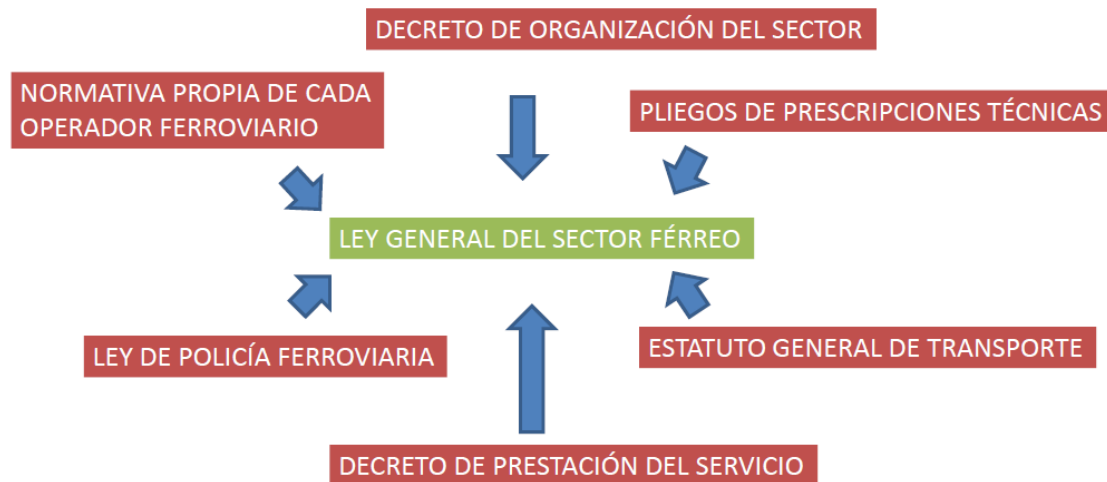 DECRETO DE ORGANIZACIÓN DEL SECTOR
NORMATIVA PROPIA DE CADA
OPERADOR FERROVIARIO
PLIEGOS DE PRESCRIPCIONES TÉCNICAS
LEY GENERAL DEL SECTOR FÉRREO
LEY DE POLICÍA FERROVIARIA
ESTATUTO GENERAL DE TRANSPORTE
DECRETO DE PRESTACIÓN DEL SERVICIO